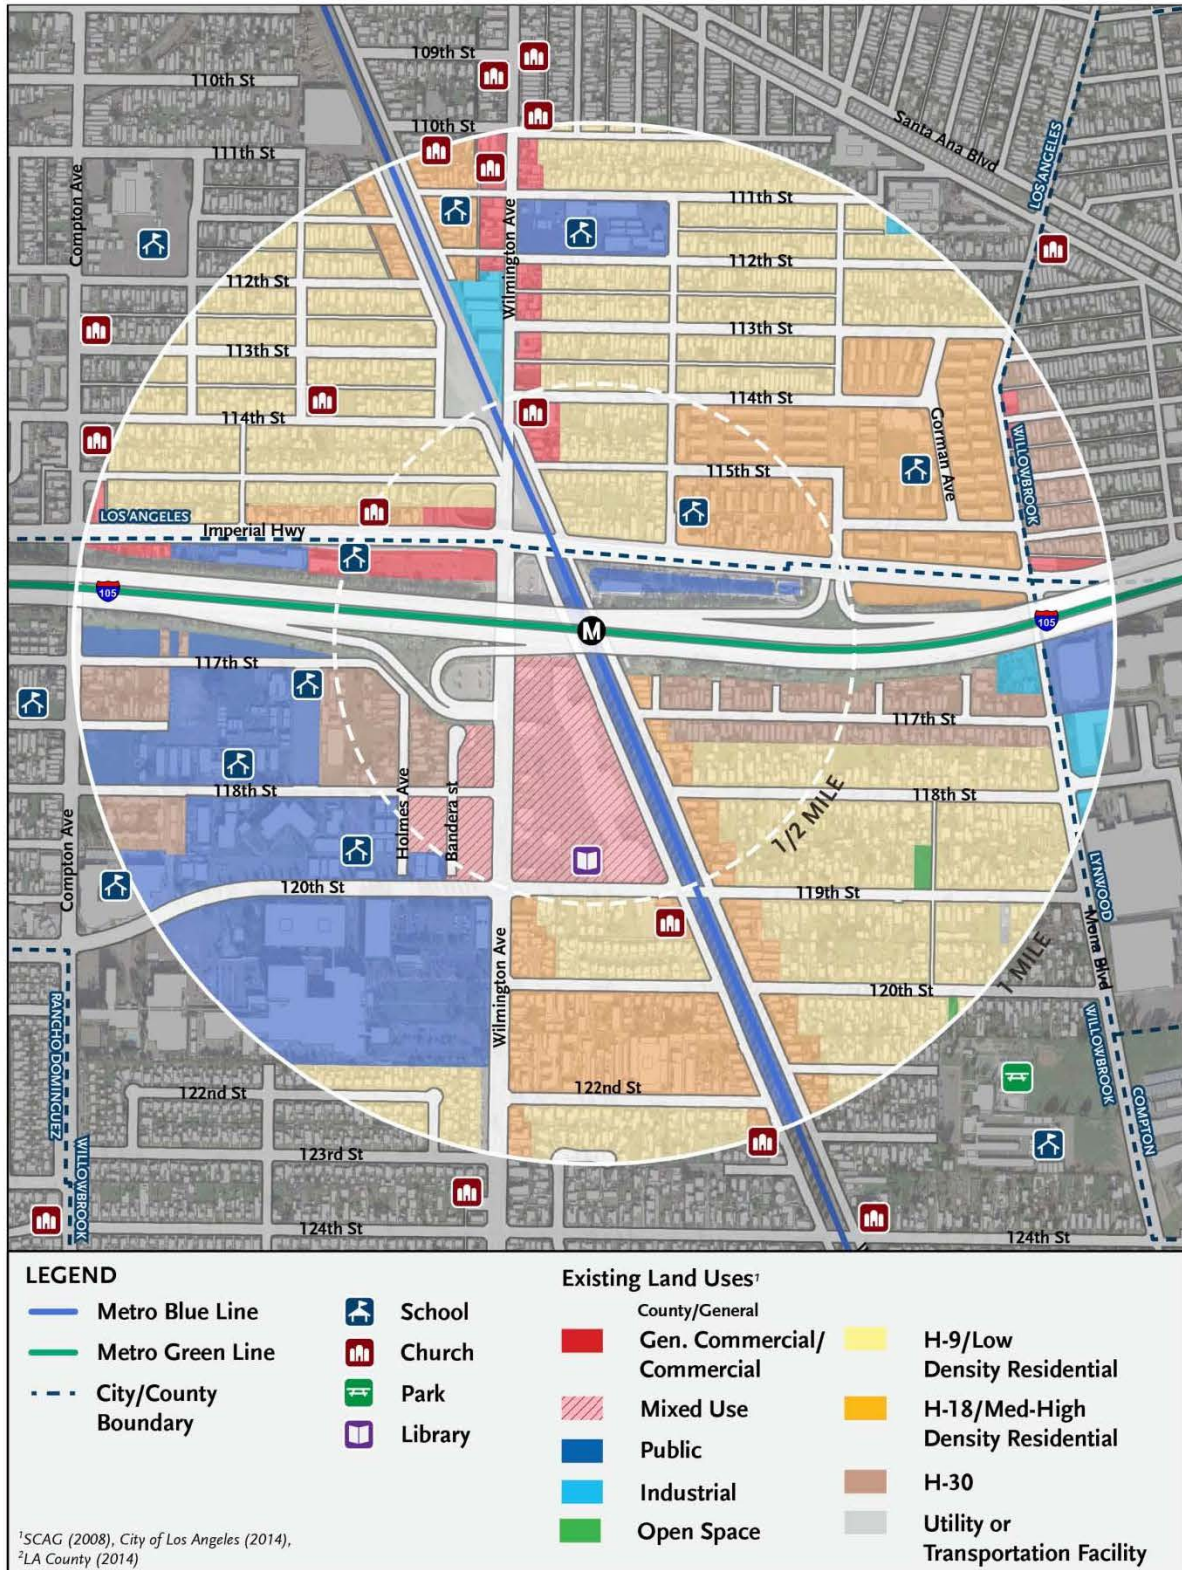 109th St
110th St
110th St
Santa Ana Blvd
111th St
LOS ANGELES
Compton Ave
111th St
Wilmington Ave
112th St
112th St
113th St
113th St
114th St
114th St
Gorman Ave
WILLOWBROOK
115th St
LOS ANGELES
Imperial Hwy
105
M
105
117th St
117th St
118th St
118th St
Holmes Ave
Bandera st
1/2 MILE
Compton Ave
120th St
119th St
LYNWOOD
Mona Blvd
Wilmington Ave
1 MILE
120th St
RANCHO DOMINGUEZ
WILLOWBROOK
WILLOWBROOK
COMPTON
122nd St
122nd St
123rd St
124th St
124th St
LEGEND
Metro Blue Line
Metro Green Line
City/County
Boundary
School
Church
Park
Library
Existing Land Uses¹
County/General
Gen. Commercial/
Commercial
Mixed Use
Public
Industrial
Open Space
H-9/Low
Density Residential
H-18/Med-High
Density Residential
H-30
Utility or
Transportation Facility
¹SCAG (2008), City of Los Angeles (2014),
²LA County (2014)